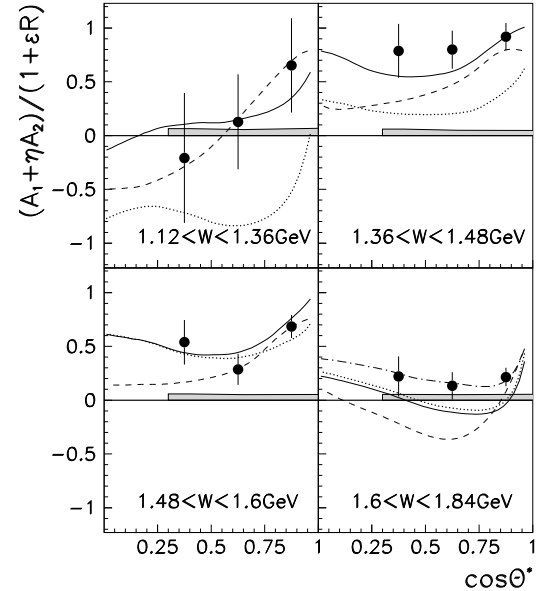 (A₁+ηA₂)/(1+εR)
1
0.5
0
-0.5
-1
1.12<W<1.36GeV
1.36<W<1.48GeV
1
0.5
0
-0.5
-1
1.48<W<1.6GeV
1.6<W<1.84GeV
0.25 0.5 0.75 1 0.25 0.5 0.75 1
cosΘ*